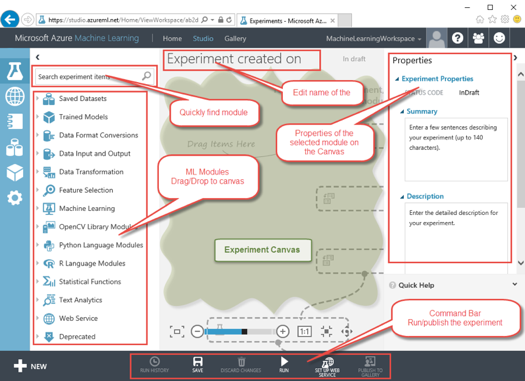 https://studio.azureml.net/Home/ViewWorkspace/ab2d
Experiments - Microsoft Az...
Microsoft Azure Machine Learning
Home
Studio
Gallery
MachineLearningWorkspace
Experiment created on
In draft
Search experiment items
Saved Datasets
Trained Models
Data Format Conversions
Data Input and Output
Data Transformation
Feature Selection
Machine Learning
OpenCV Library Modul
Python Language Modules
R Language Modules
Statistical Functions
Text Analytics
Web Service
Deprecated
Drag Items Here
Quickly find module
Edit name of the
Properties of the
selected module on
the Canvas
ML Modules
Drag/Drop to canvas
Experiment Canvas
1:1
Properties
Experiment Properties
STATUS CODE
InDraft
Summary
Enter a few sentences describing
your experiment (up to 140
characters).
Description
Enter the detailed description for
your experiment.
Quick Help
Command Bar
Run/publish the experiment
NEW
RUN HISTORY
SAVE
DISCARD CHANGES
RUN
SET UP WEB
SERVICE
PUBLISH TO
GALLERY